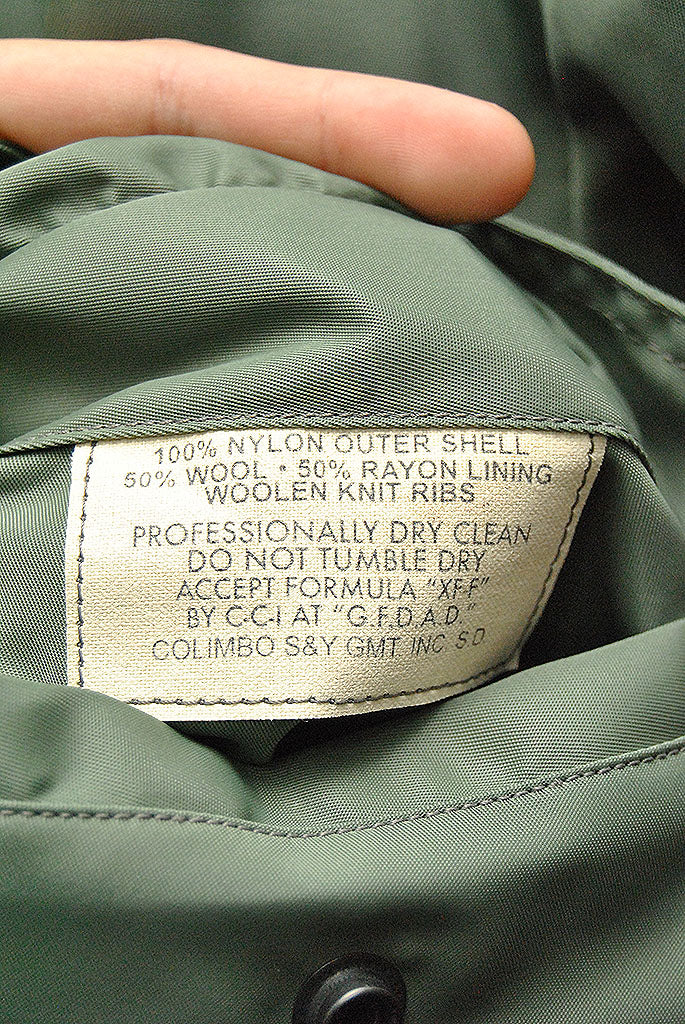 100% NYLON OUTER SHELL
50% WOOL • 50% RAYON LINING
WOOLEN KNIT RIBS
PROFESSIONALLY DRY CLEAN
DO NOT TUMBLE DRY
ACCEPT FORMULA "XF-F"
BY C-C-I AT "G.F.D.A.D."
COLIMBO S&Y GMT INC. S.D